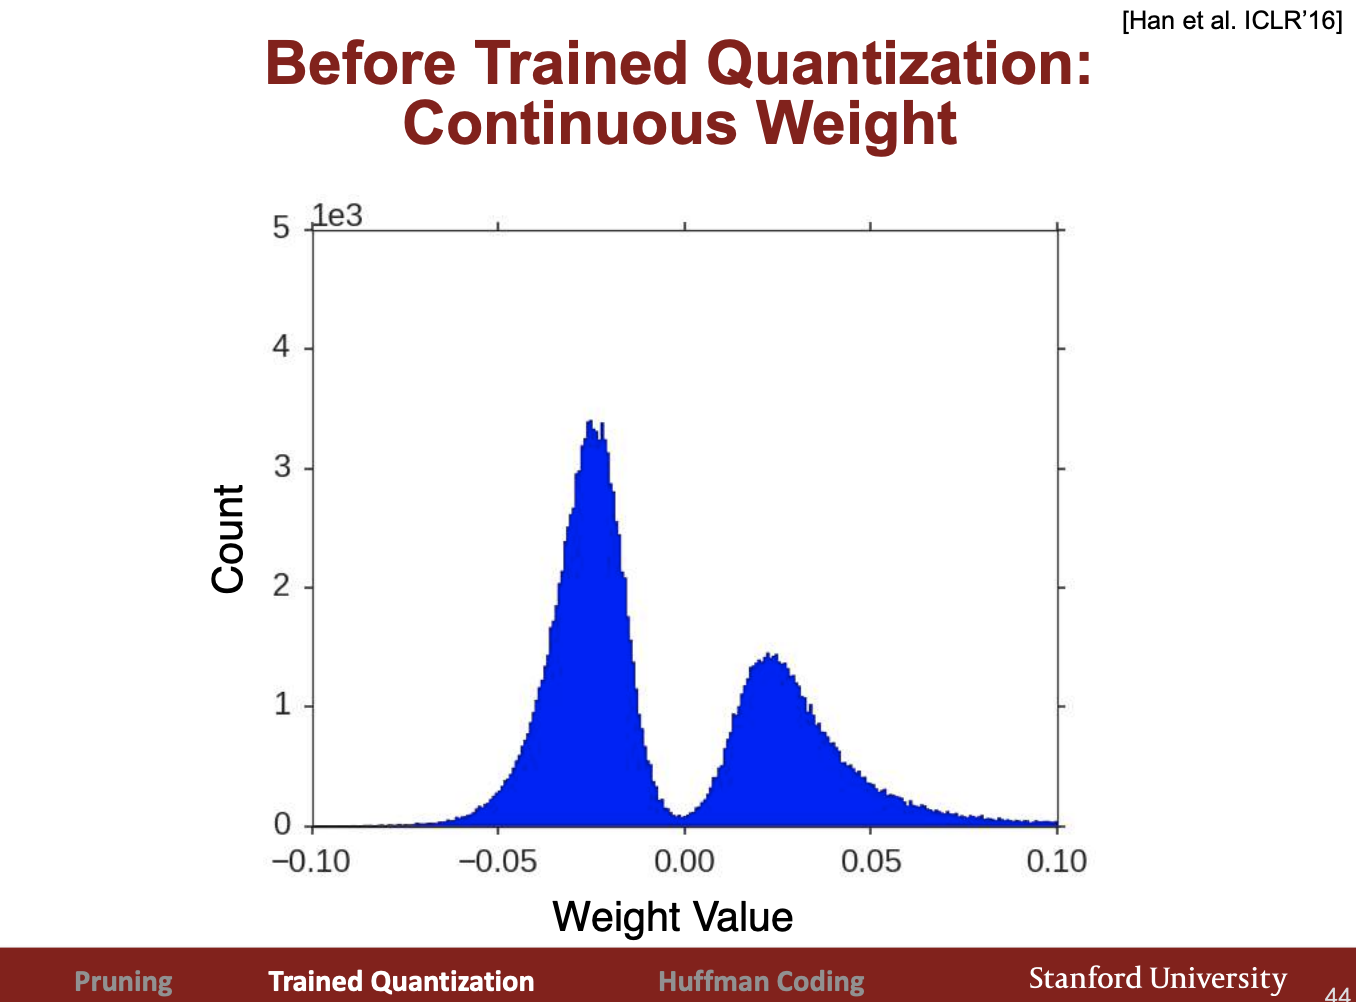 [Han et al. ICLR’16]
Before Trained Quantization:
Continuous Weight
1e3
5
4
3
2
1
0
Count
−0.10 −0.05 0.00 0.05 0.10
Weight Value
Pruning Trained Quantization Huffman Coding Stanford University 44